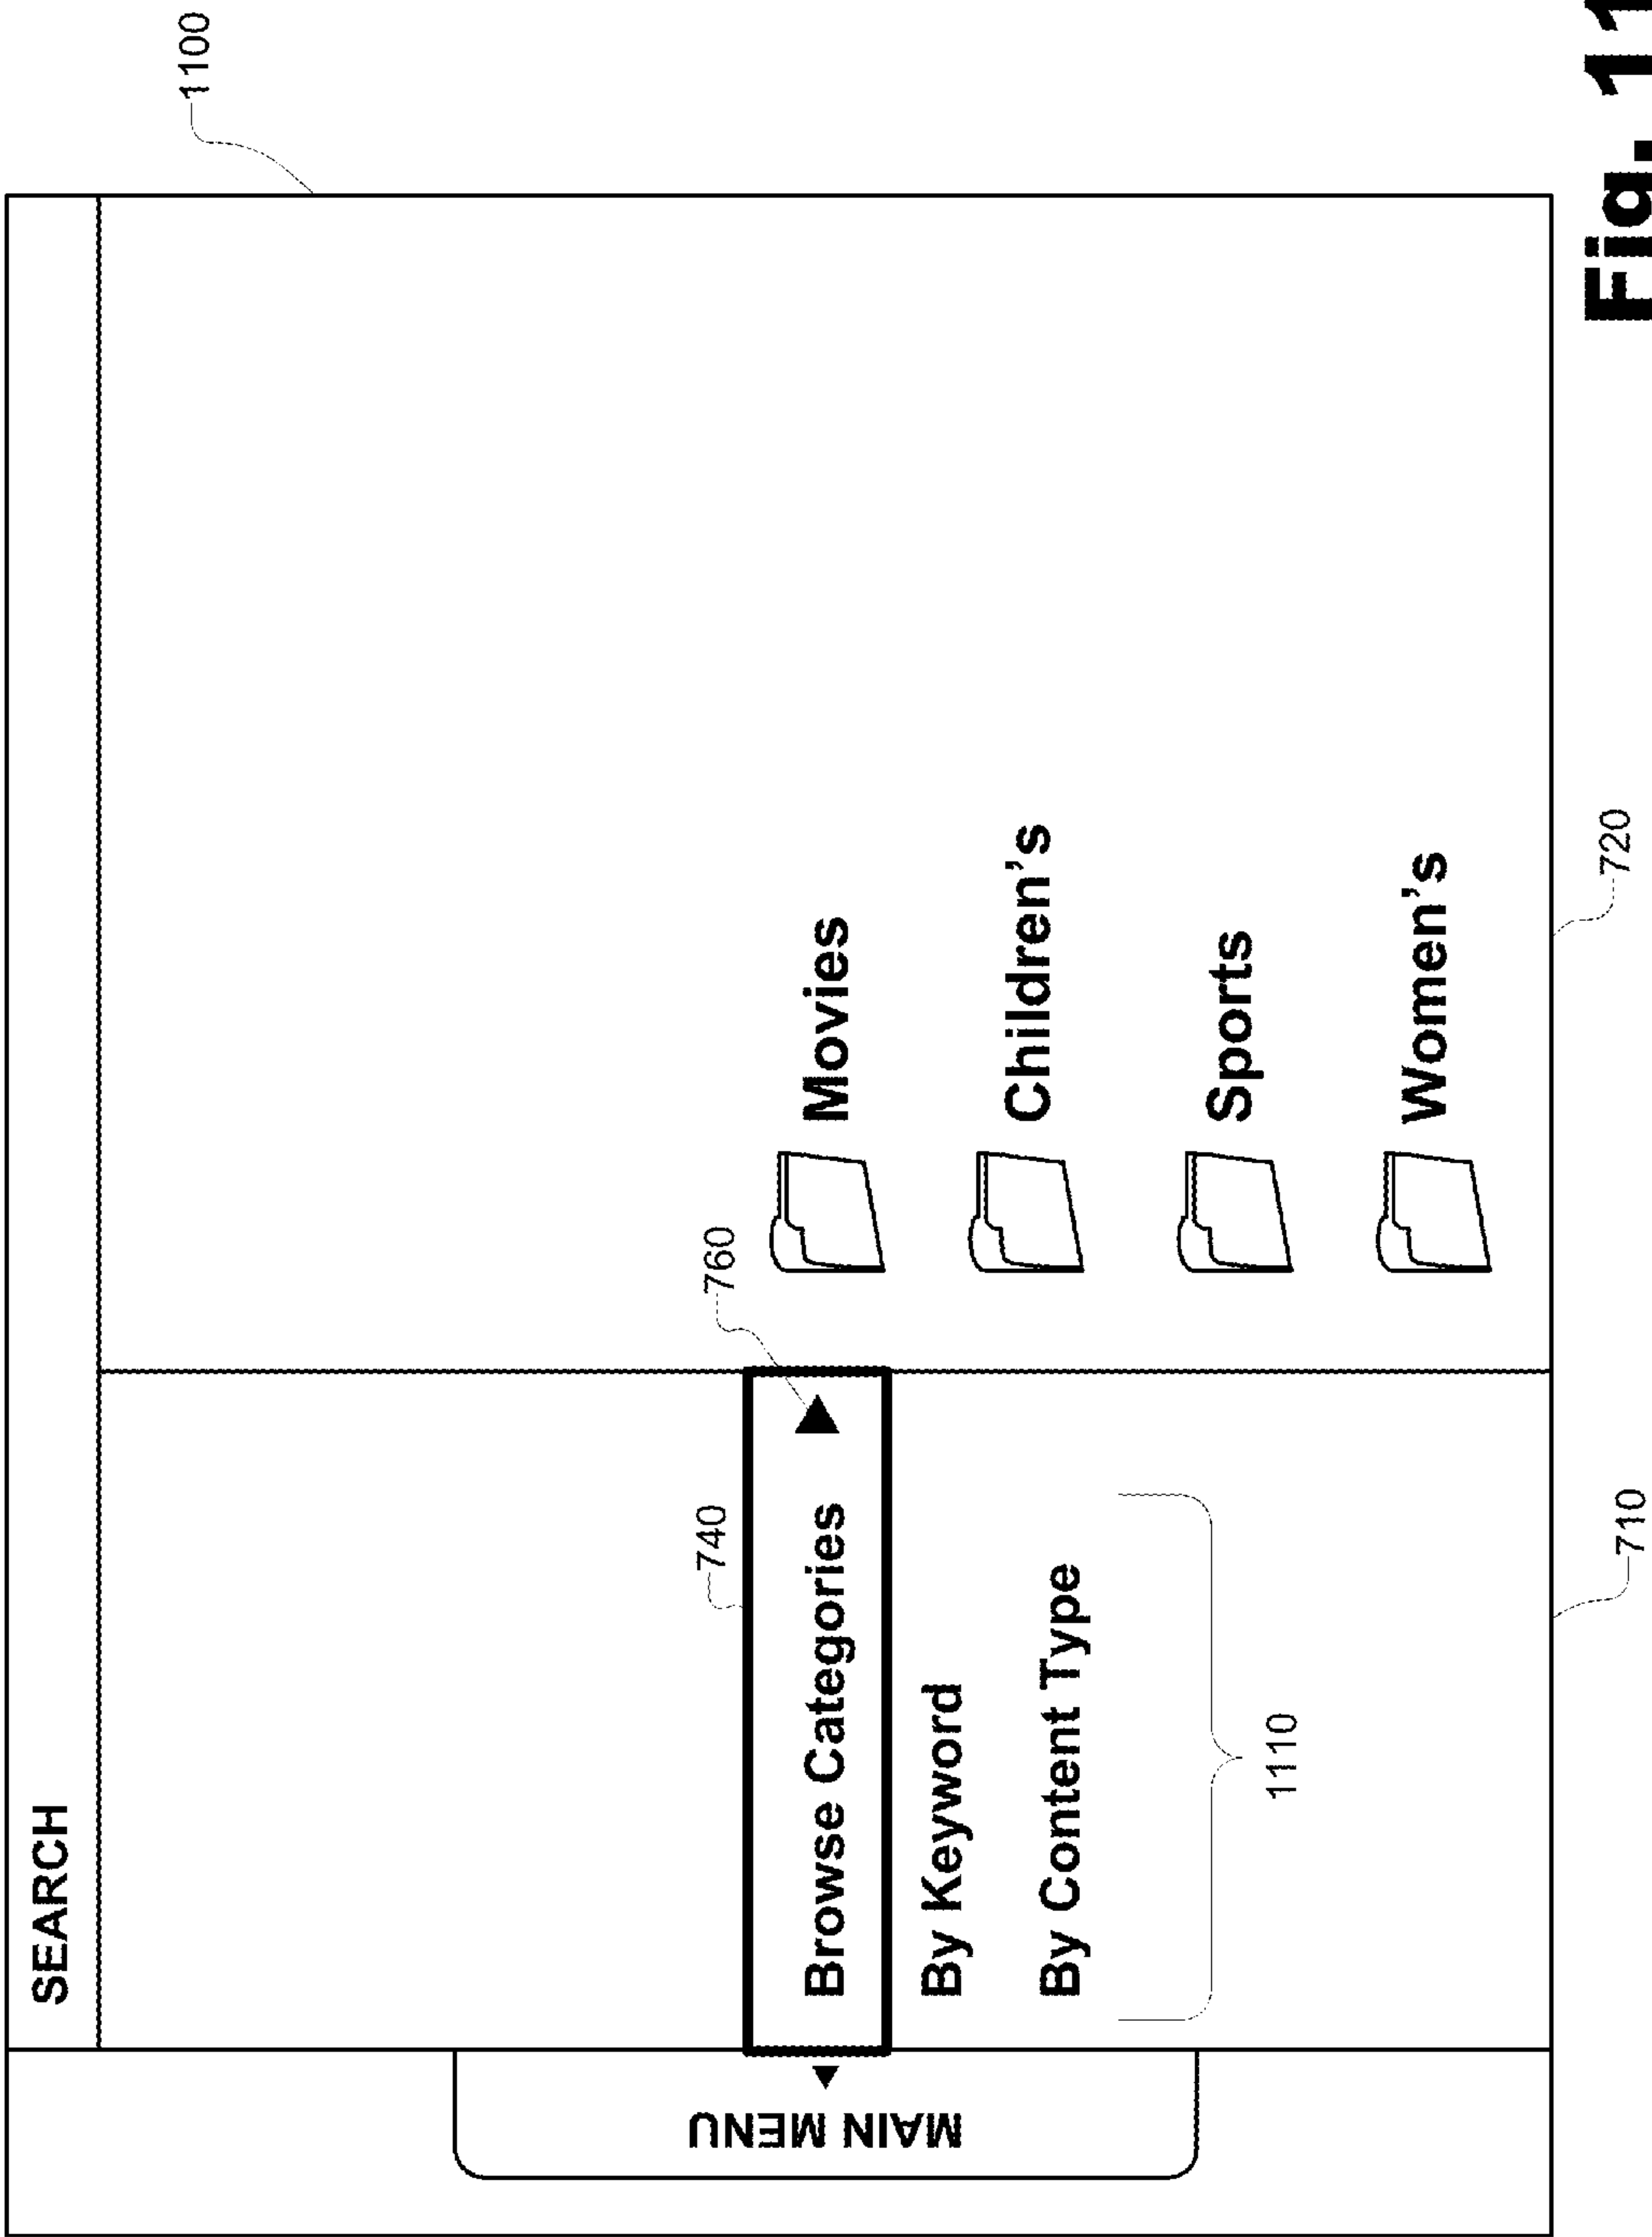 SEARCH
1100
MAIN MENU
740
760
Browse Categories
By Keyword
By Content Type
1110
Movies
Children's
Sports
Women's
710
720
Fig. 11